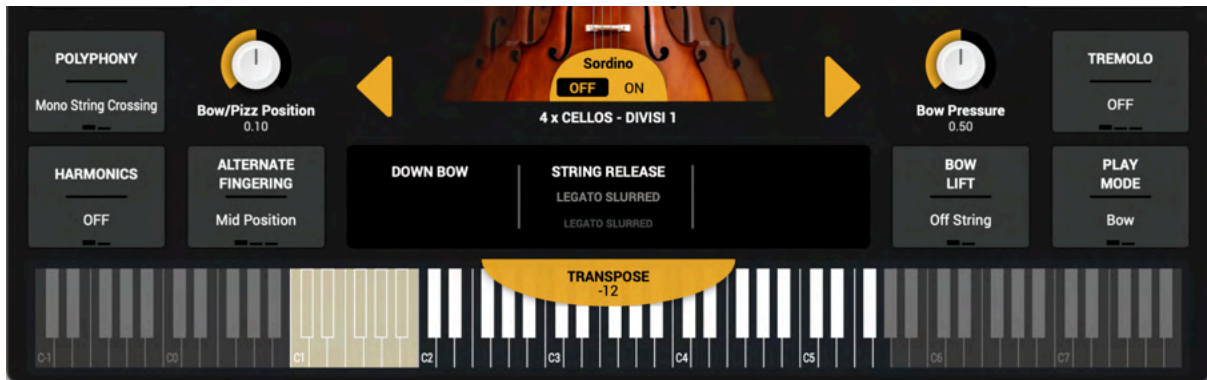 POLYPHONY
Mono String Crossing
Bow/Pizz Position
0.10
Sordino
OFF ON
4 x CELLOS - DIVISI 1
Bow Pressure
0.50
TREMOLO
OFF
HARMONICS
OFF
ALTERNATE
FINGERING
Mid Position
DOWN BOW
STRING RELEASE
LEGATO SLURRED
LEGATO SLURRED
BOW
LIFT
Off String
PLAY
MODE
Bow
TRANSPOSE
-12
C-1 C0 C1 C2 C3 C4 C5 C6 C7